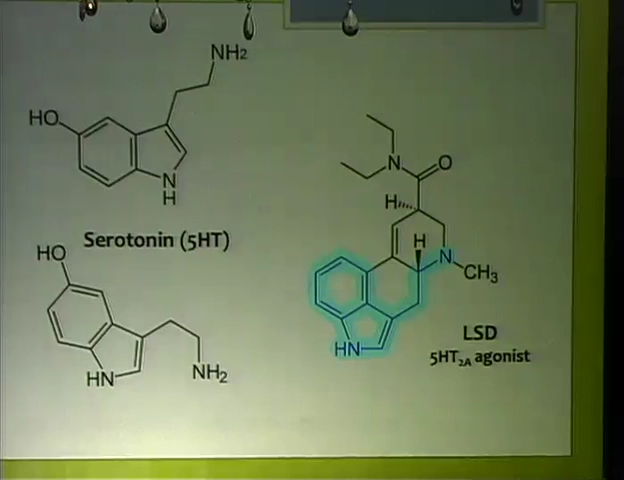 NH₂
HO
N
H
Serotonin (5HT)
HO
HN
NH₂
N
O
H
H
N
CH₃
HN
LSD
5HT₂A agonist